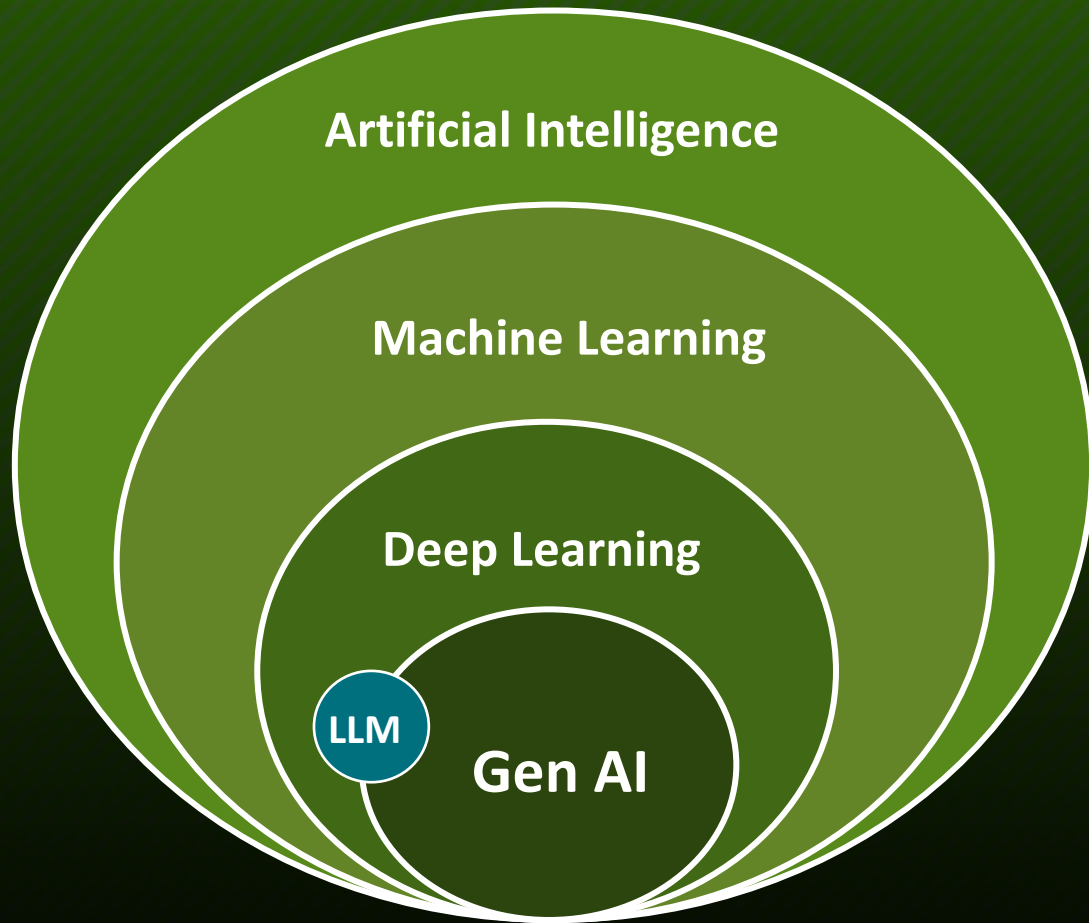 Artificial Intelligence
Machine Learning
Deep Learning
LLM
Gen AI